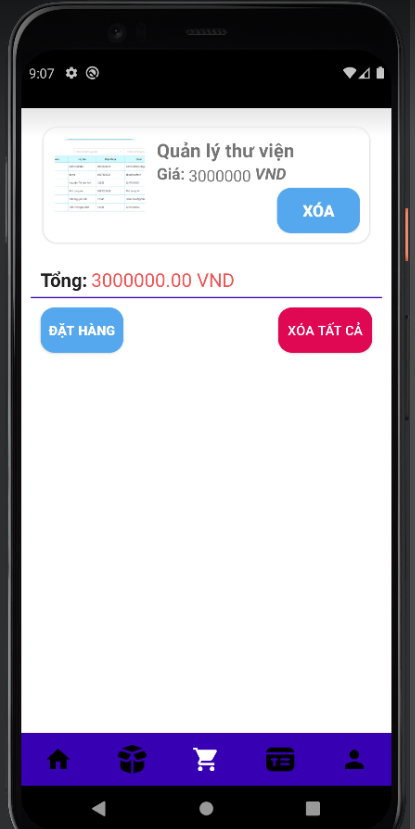 9:07
Quản lý thư viện
Giá: 3000000 VND
XÓA
Tổng: 3000000.00 VND
ĐẶT HÀNG
XÓA TẤT CẢ